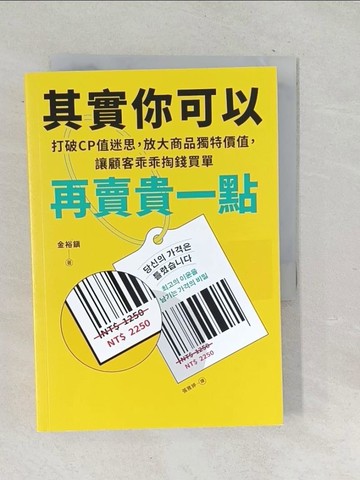 其實你可以
打破CP值迷思,放大商品獨特價值,
讓顧客乖乖掏錢買單
再賣貴一點
金裕鎮
著
당신의 가격은
틀렸습니다
최고의 이윤을
남기는 가격의 비밀
NT$ 1250
NT$ 2250
NT$ 1250
NT$ 2250